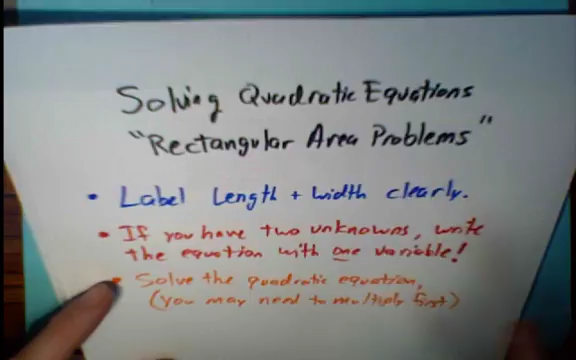 Solving Quadratic Equations
"Rectangular Area Problems"
• Label Length + width clearly.
• If you have two unknowns, write
the equation with one variable!
• Solve the quadratic equation,
(you may need to multiply first)